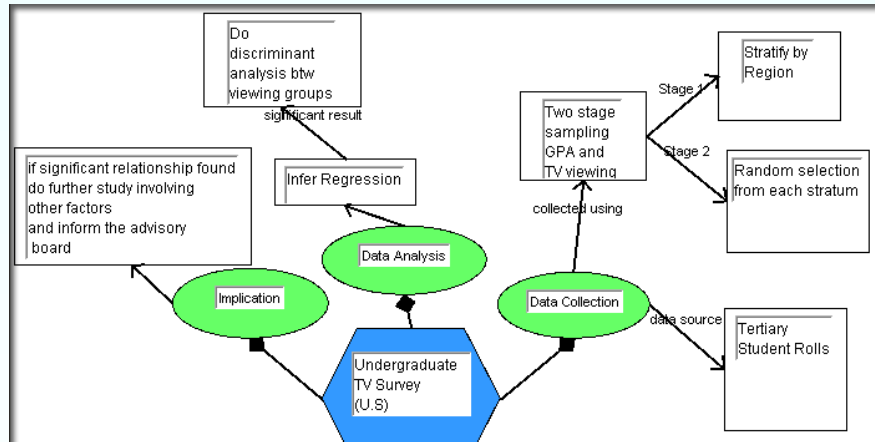 Do
discriminant
analysis btw
viewing groups
significant result
Infer Regression
if significant relationship found
do further study involving
other factors
and inform the advisory
board
Data Analysis
Implication
Undergraduate
TV Survey
(U.S)
Data Collection
collected using
Two stage
sampling
GPA and
TV viewing
Stage 1
Stratify by
Region
Stage 2
Random selection
from each stratum
data source
Tertiary
Student Rolls